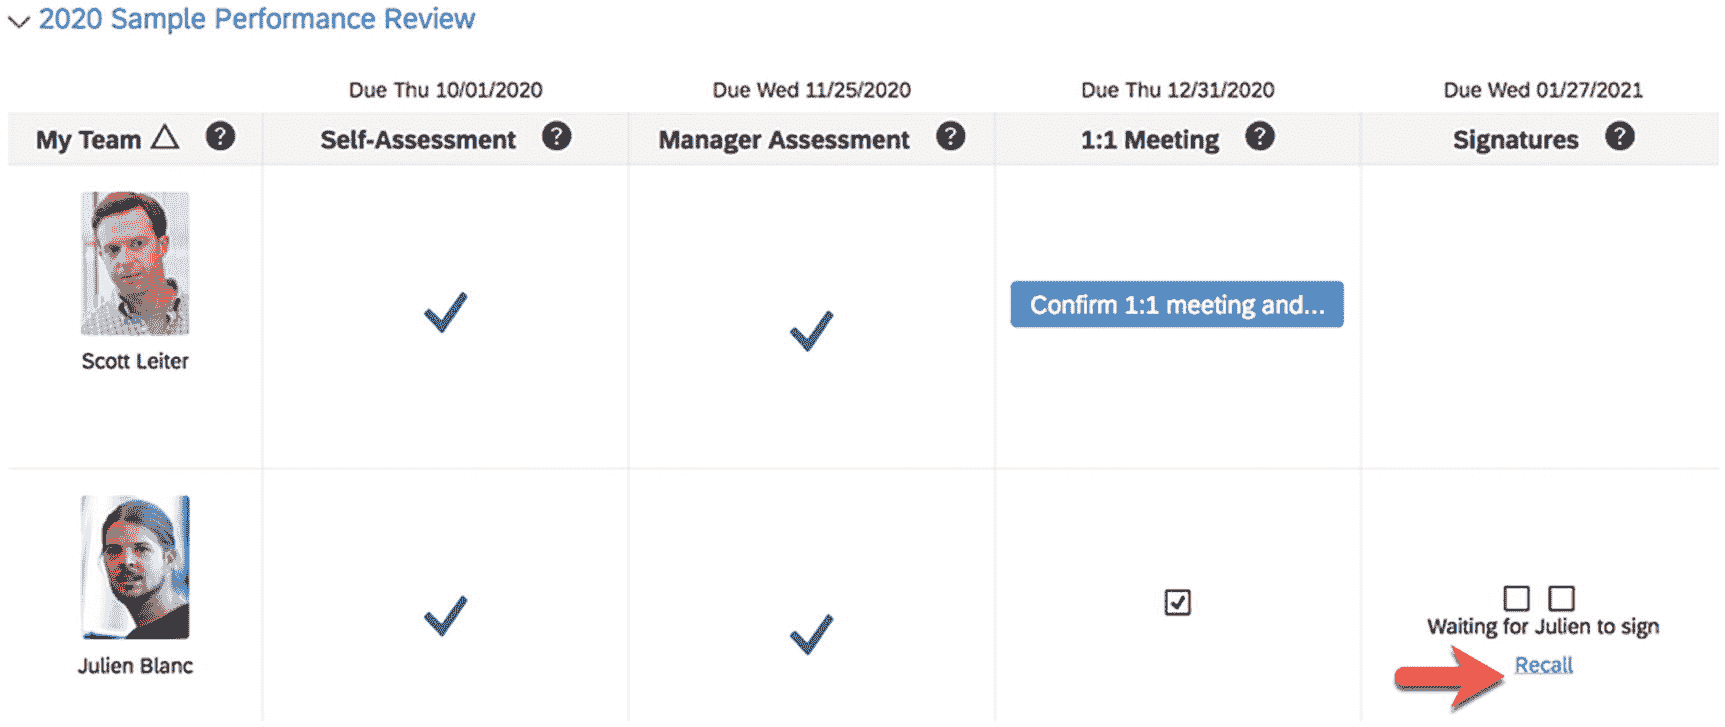 2020 Sample Performance Review
Due Thu 10/01/2020 Due Wed 11/25/2020 Due Thu 12/31/2020 Due Wed 01/27/2021
My Team ? Self-Assessment ? Manager Assessment ? 1:1 Meeting ? Signatures ?
Confirm 1:1 meeting and...
Scott Leiter
Waiting for Julien to sign
Julien Blanc Recall